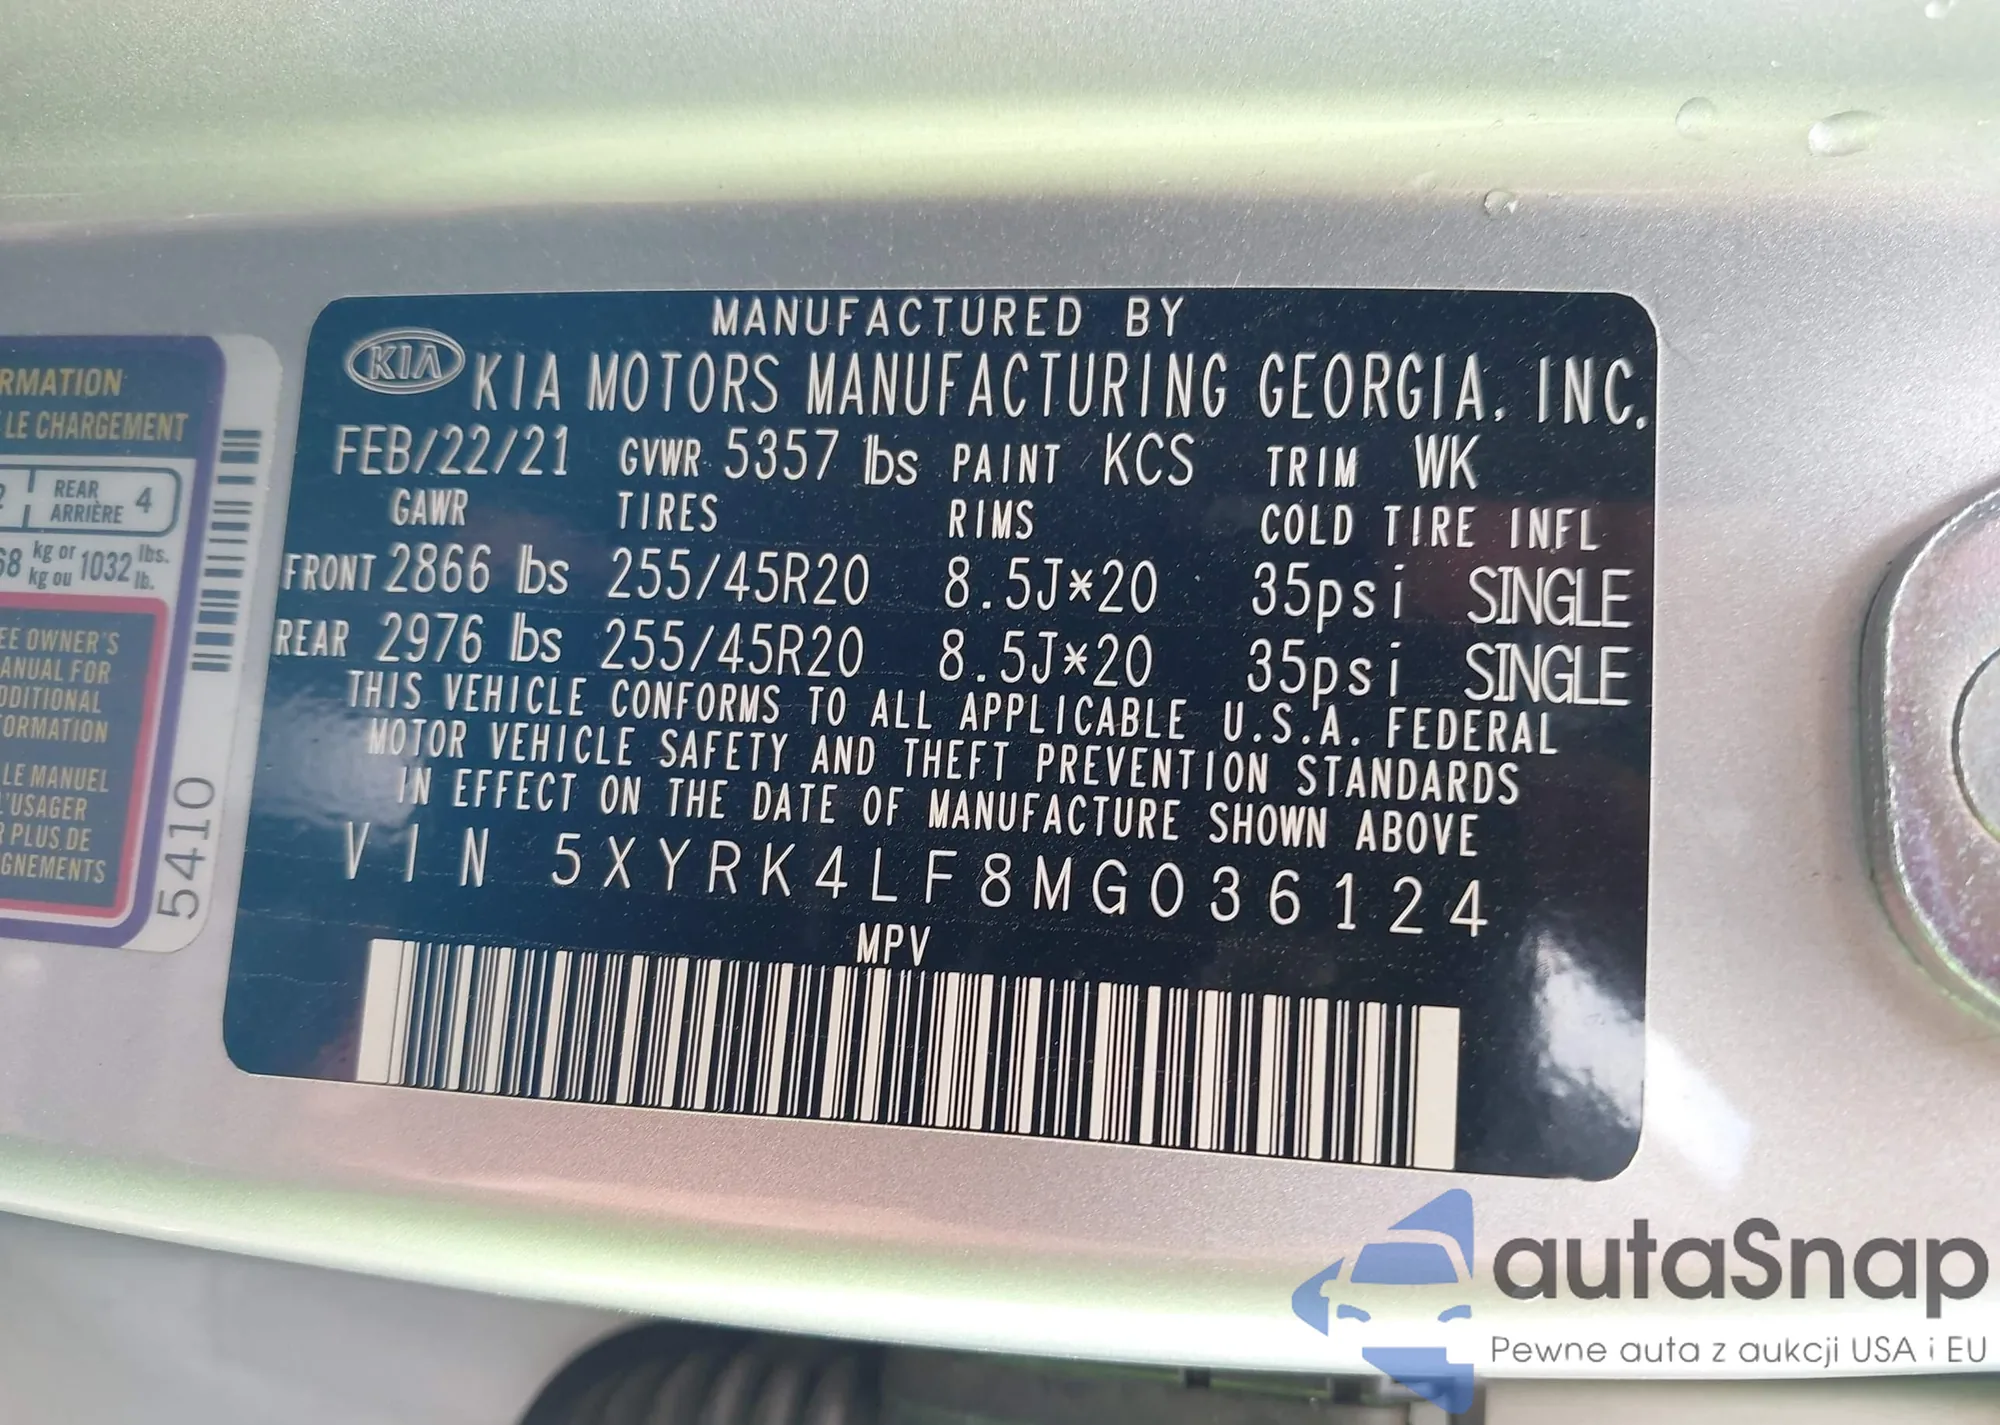 MANUFACTURED BY
KIA KIA MOTORS MANUFACTURING GEORGIA, INC.
FEB/22/21 GVWR 5357 lbs PAINT KCS TRIM WK
GAWR TIRES RIMS COLD TIRE INFL
FRONT 2866 lbs 255/45R20 8.5J*20 35psi SINGLE
REAR 2976 lbs 255/45R20 8.5J*20 35psi SINGLE
THIS VEHICLE CONFORMS TO ALL APPLICABLE U.S.A. FEDERAL
MOTOR VEHICLE SAFETY AND THEFT PREVENTION STANDARDS
IN EFFECT ON THE DATE OF MANUFACTURE SHOWN ABOVE
VIN 5XYRK4LF8MG036124
MPV
RMATION
LE CHARGEMENT
REAR 4
ARRIÈRE
68 kg or 1032 lbs.
kg ou lb.
EE OWNER'S
ANUAL FOR
DDITIONAL
FORMATION
LE MANUEL
L'USAGER
R PLUS DE
GNEMENTS
5410
autaSnap
Pewne auta z aukcji USA i EU